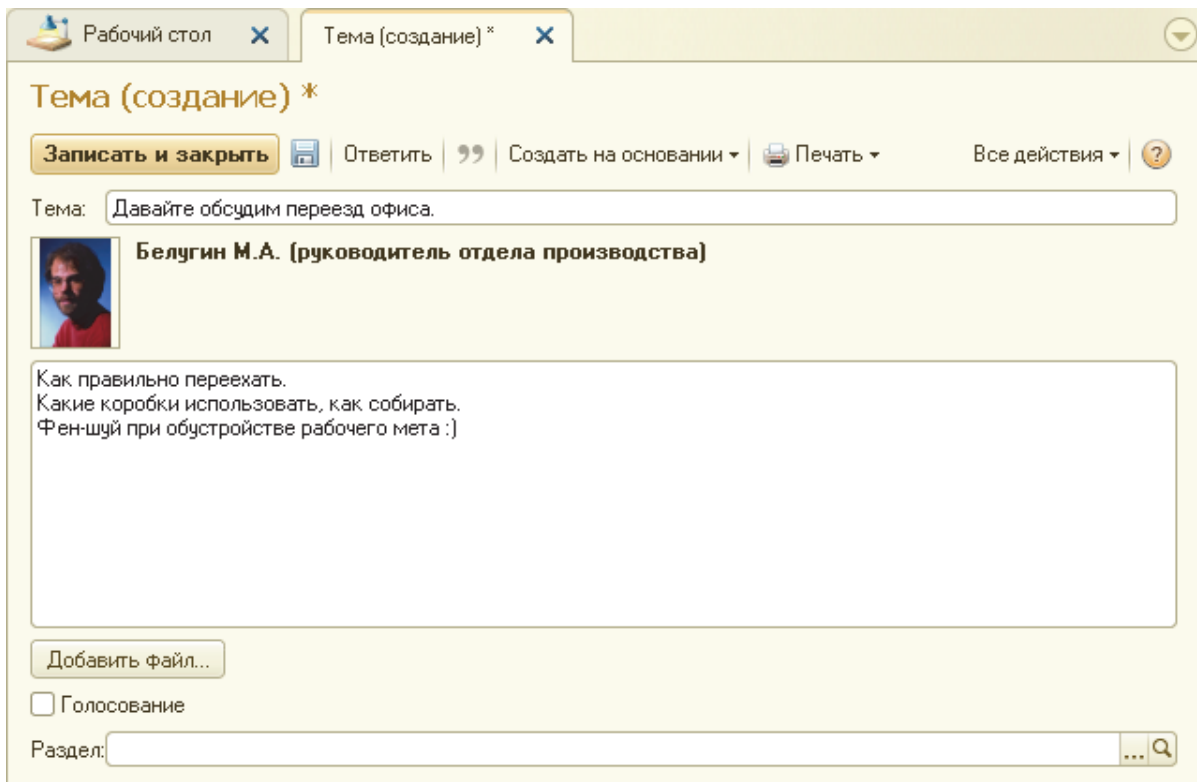 Рабочий стол
Тема (создание) *
Тема (создание) *
Записать и закрыть Ответить Создать на основании Печать Все действия ?
Тема: Давайте обсудим переезд офиса.
Белугин М.А. (руководитель отдела производства)
Как правильно переехать.
Какие коробки использовать, как собирать.
Фен-шуй при обустройстве рабочего мета :)
Добавить файл...
Голосование
Раздел: ...